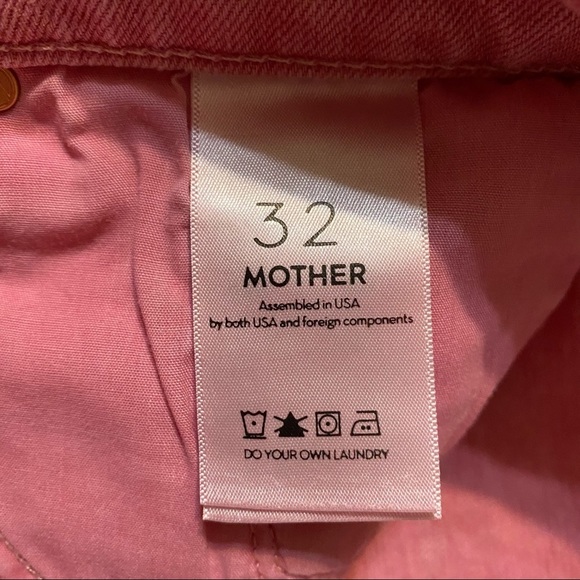 32
MOTHER
Assembled in USA
by both USA and foreign components
DO YOUR OWN LAUNDRY